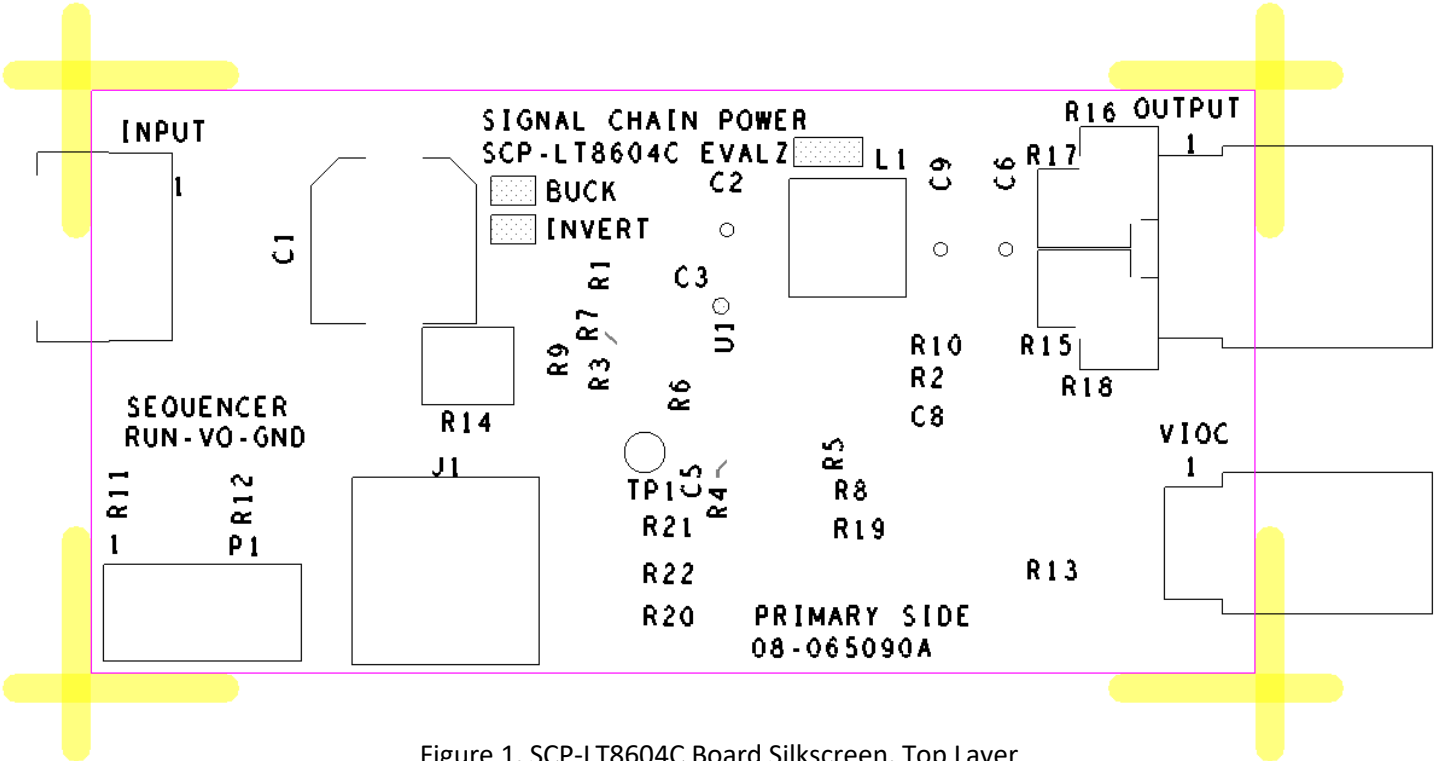 INPUT
1
C1
SIGNAL CHAIN POWER
SCP-LT8604C EVALZ
BUCK
INVERT
C2
L1
C9
C6
R16
OUTPUT
1
R17
R1
C3
R7
U1
R9
R3
R6
R10
R2
C8
R15
R18
SEQUENCER
RUN-VO-GND
R14
J1
VIOC
1
R11
R12
1
P1
TP1
C5
R4
R5
R8
R21
R19
R22
R13
R20
PRIMARY SIDE
08-065090A
Figure 1. SCP-LT8604C Board Silkscreen, Top Layer